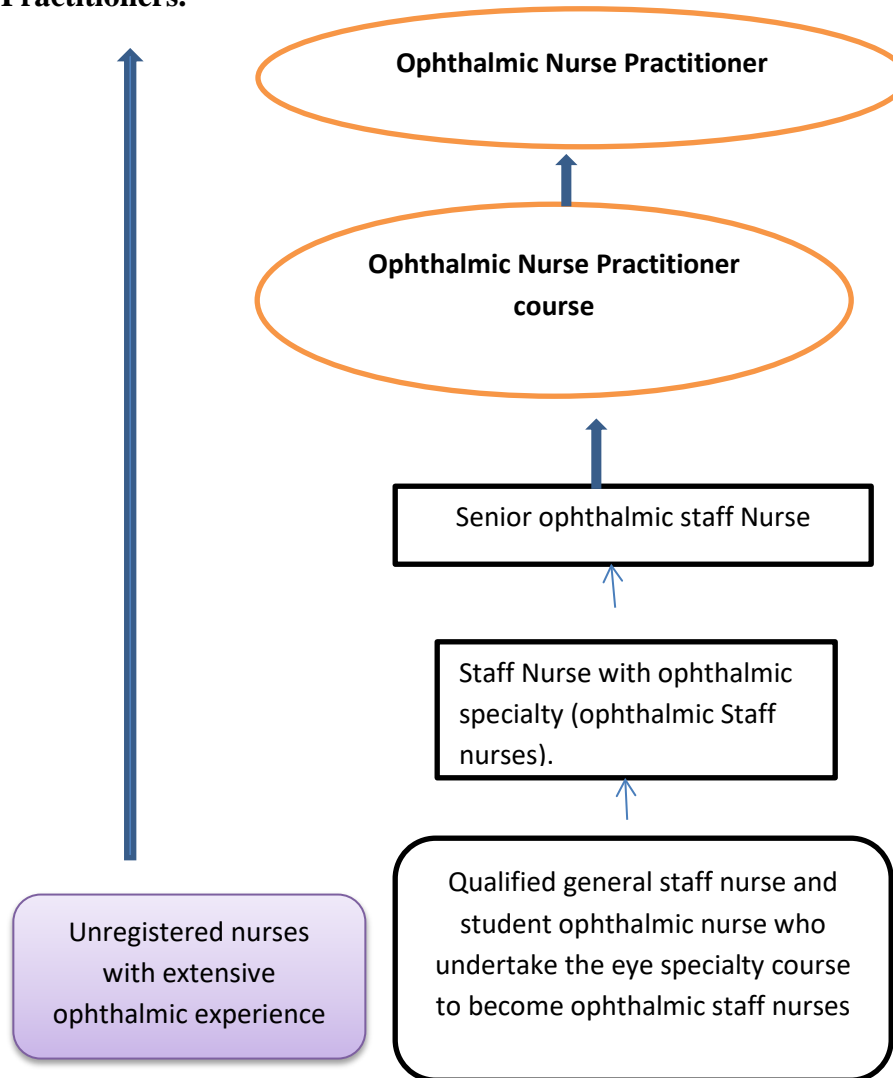 Practitioners.
Ophthalmic Nurse Practitioner
Ophthalmic Nurse Practitioner
course
Senior ophthalmic staff Nurse
Staff Nurse with ophthalmic
specialty (ophthalmic Staff
nurses).
Qualified general staff nurse and
student ophthalmic nurse who
undertake the eye specialty course
to become ophthalmic staff nurses
Unregistered nurses
with extensive
ophthalmic experience